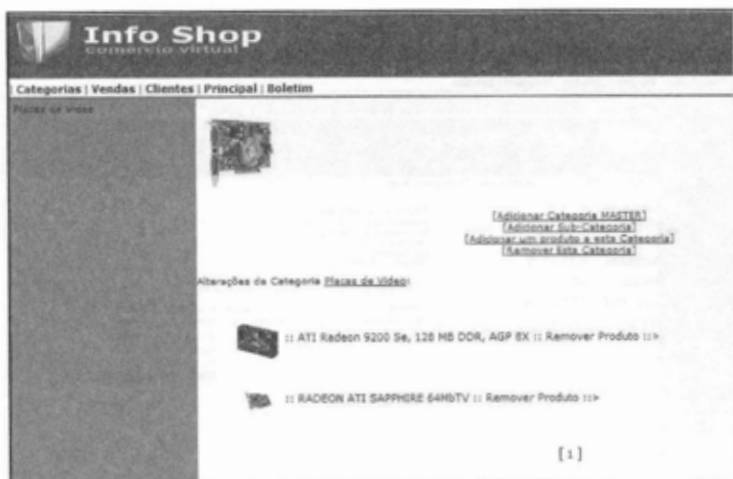 Info Shop
comércio virtual
| Categorias | Vendas | Clientes | Principal | Boletim
Placas de Vídeo
[Adicionar Categoria MASTER]
[Adicionar Sub-Categoria]
[Adicionar um produto a esta Categoria]
[Remover Esta Categoria]
Alterações da Categoria Placas de Vídeo:
:: ATI Radeon 9200 Se, 128 MB DDR, AGP 8X :: Remover Produto ::>
:: RADEON ATI SAPPHIRE 64MbTV :: Remover Produto ::>
[1]